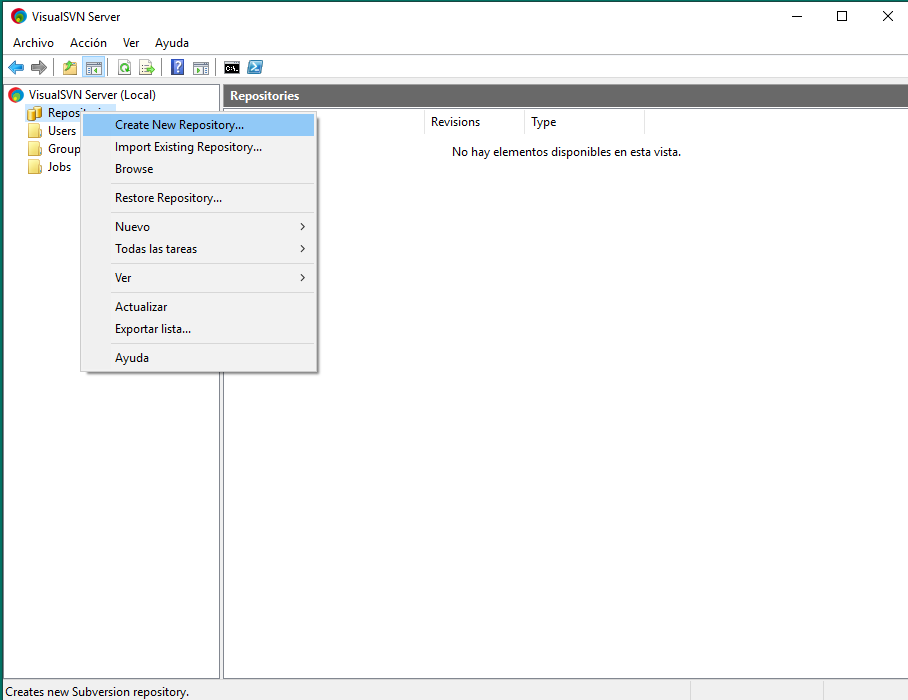 VisualSVN Server
Archivo Acción Ver Ayuda
C:\.
VisualSVN Server (Local)
Repositories
Revisions Type
No hay elementos disponibles en esta vista.
Users
Group
Jobs
Create New Repository...
Import Existing Repository...
Browse
Restore Repository...
Nuevo
Todas las tareas
Ver
Actualizar
Exportar lista...
Ayuda
Creates new Subversion repository.